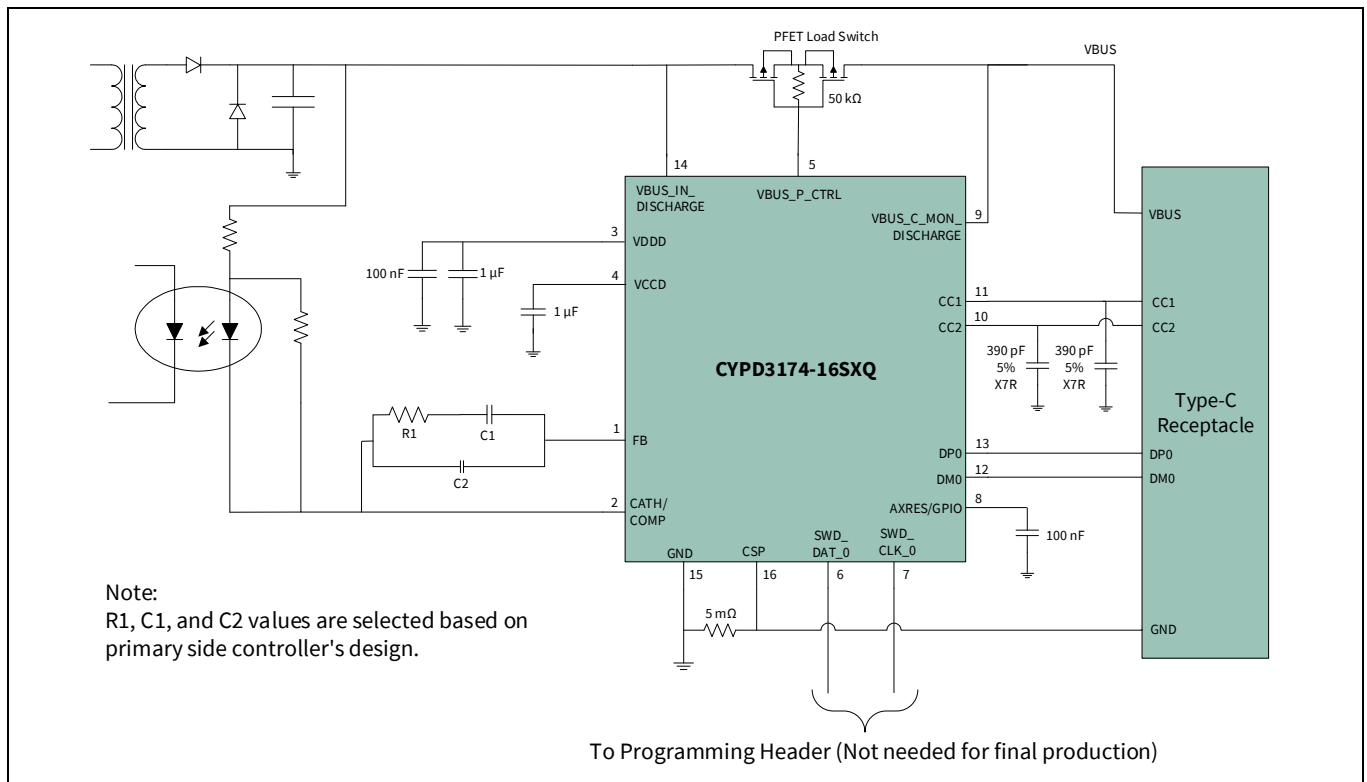 PFET Load Switch
VBUS
50 kΩ
14
5
VBUS_IN_
DISCHARGE
VBUS_P_CTRL
VBUS_C_MON_
DISCHARGE
9
VBUS
3
VDDD
100 nF
1 µF
4
VCCD
1 µF
11
CC1
CC1
10
CC2
CC2
390 pF
5%
X7R
390 pF
5%
X7R
CYPD3174-16SXQ
Type-C
Receptacle
R1
C1
C2
1
FB
13
DP0
DP0
12
DM0
DM0
8
AXRES/GPIO
100 nF
2
CATH/
COMP
GND
CSP
SWD_
DAT_0
SWD_
CLK_0
15
16
6
7
5 mΩ
GND
Note:
R1, C1, and C2 values are selected based on
primary side controller's design.
To Programming Header (Not needed for final production)